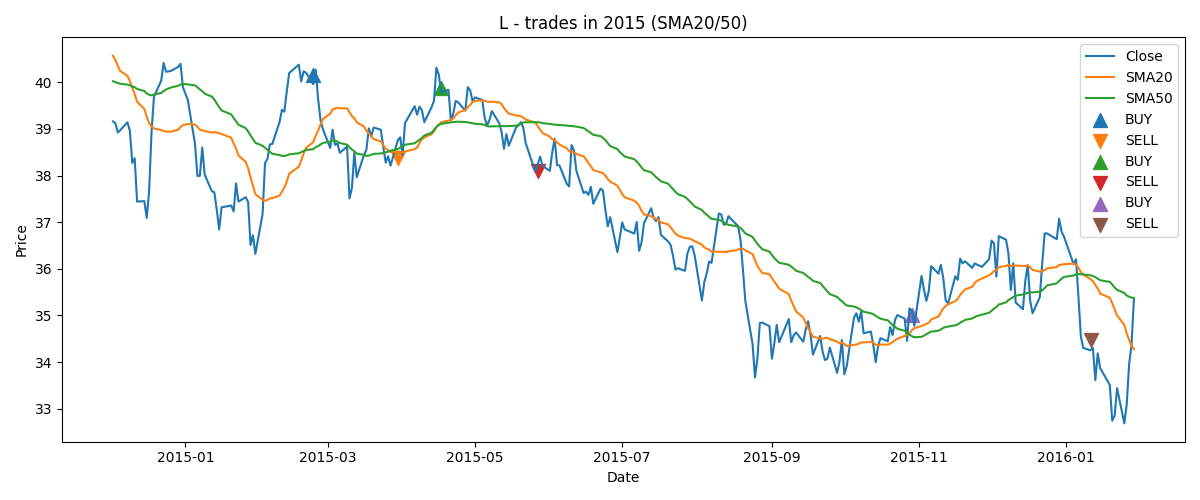 L - trades in 2015 (SMA20/50)
Close
SMA20
SMA50
BUY
SELL
BUY
SELL
BUY
SELL
Price
40
39
38
37
36
35
34
33
2015-01
2015-03
2015-05
2015-07
2015-09
2015-11
2016-01
Date